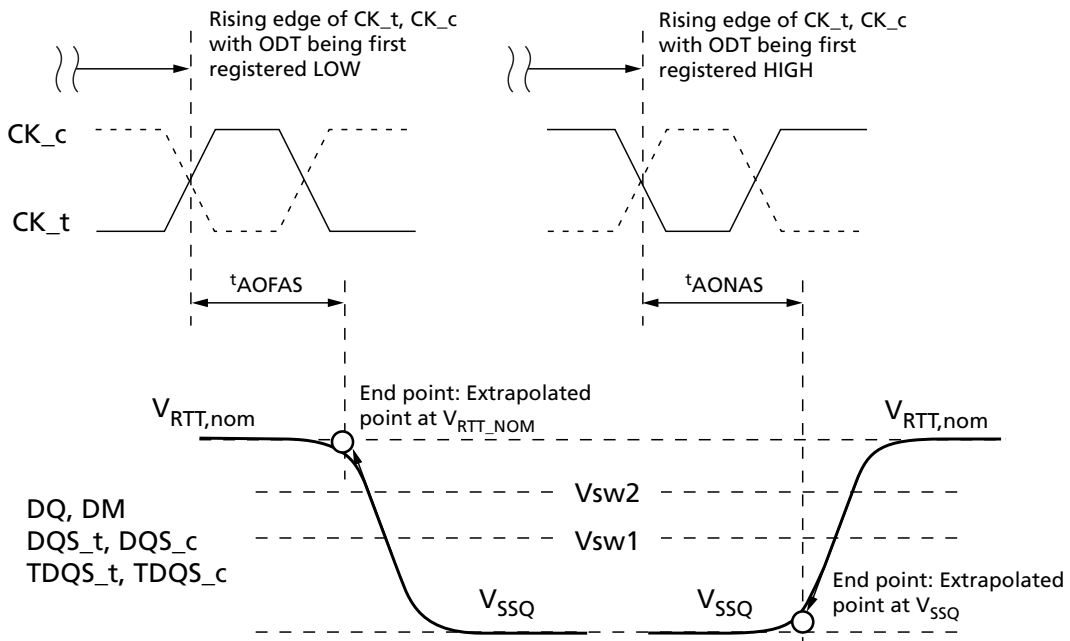 Rising edge of CK_t, CK_c
with ODT being first
registered LOW
Rising edge of CK_t, CK_c
with ODT being first
registered HIGH
CK_c
CK_t
tAOFAS
tAONAS
End point: Extrapolated
point at VRTT_NOM
VRTT,nom
VRTT,nom
Vsw2
Vsw1
DQ, DM
DQS_t, DQS_c
TDQS_t, TDQS_c
VSSQ
VSSQ
End point: Extrapolated
point at VSSQ